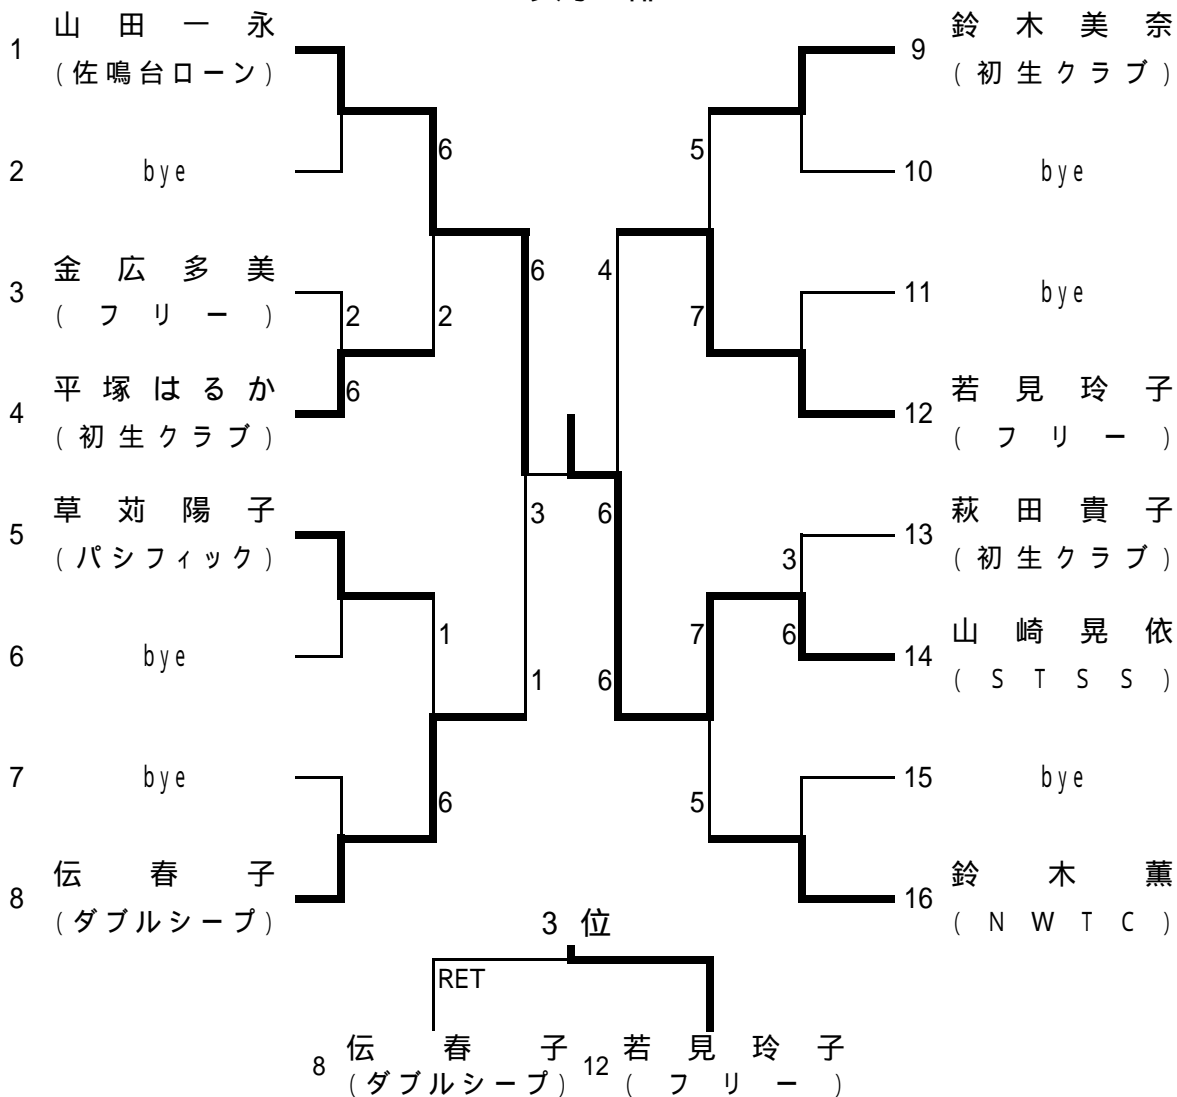 1 山田一永
(佐鳴台ローン)
2 bye
3 金広多美
(フリー)
4 平塚はるか
(初生クラブ)
5 草苅陽子
(パシフィック)
6 bye
7 bye
8 伝春子
(ダブルシープ)
6
2
6
2
6
1
6
1
3
6
4
6
6
5
7
7
5
3
6
9 鈴木美奈
(初生クラブ)
10 bye
11 bye
12 若見玲子
(フリー)
13 萩田貴子
(初生クラブ)
14 山崎晃依
(STSS)
15 bye
16 鈴木薫
(NWTC)
3位
RET
8 伝春子
(ダブルシープ)
12 若見玲子
(フリー)